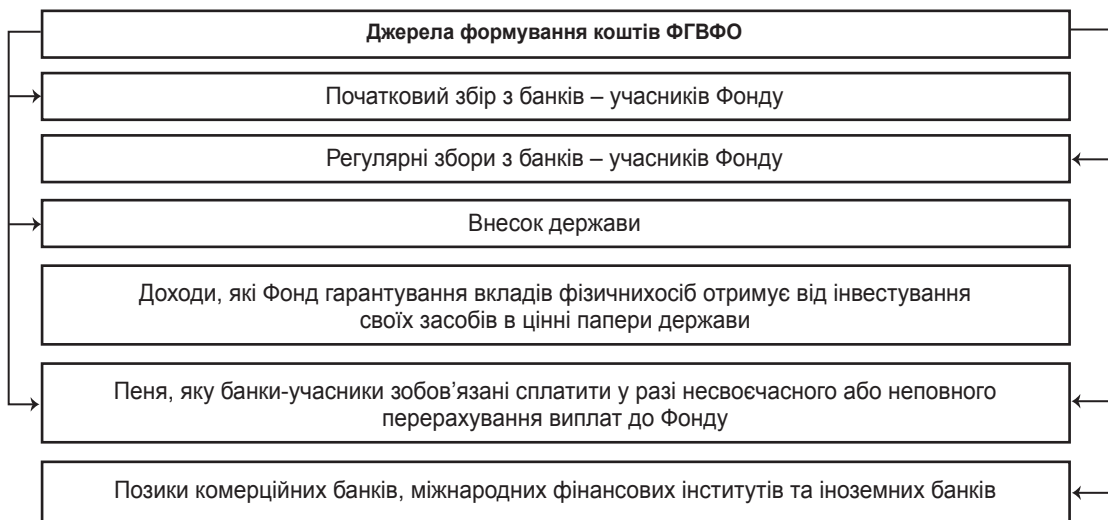 Джерела формування коштів ФГВФО
Початковий збір з банків – учасників Фонду
Регулярні збори з банків – учасників Фонду
Внесок держави
Доходи, які Фонд гарантування вкладів фізичнихосіб отримує від інвестування
своїх засобів в цінні папери держави
Пеня, яку банки-учасники зобов’язані сплатити у разі несвоєчасного або неповного
перерахування виплат до Фонду
Позики комерційних банків, міжнародних фінансових інститутів та іноземних банків